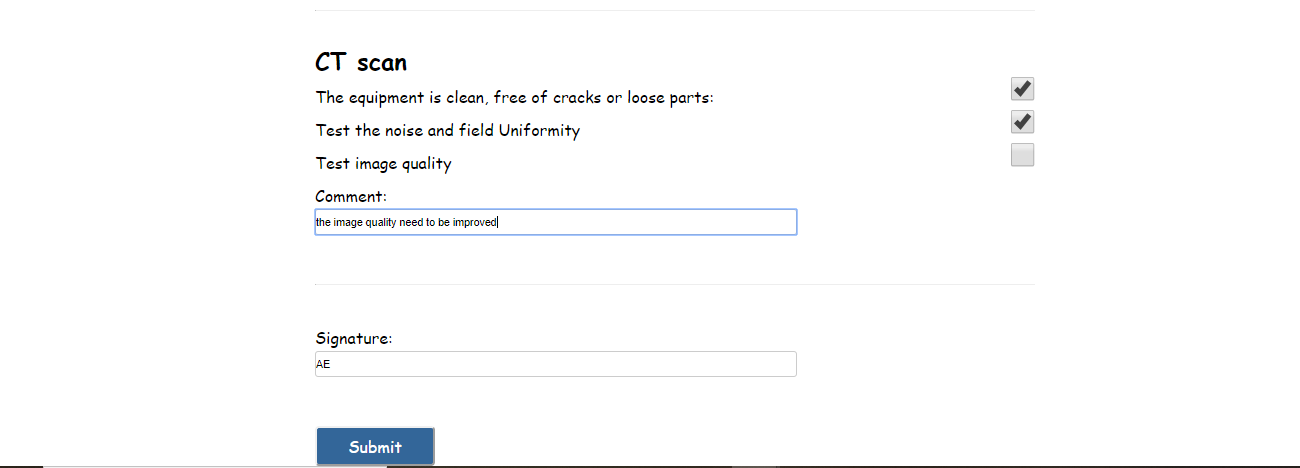 CT scan
The equipment is clean, free of cracks or loose parts:
Test the noise and field Uniformity
Test image quality
Comment:
the image quality need to be improved
Signature:
AE
Submit